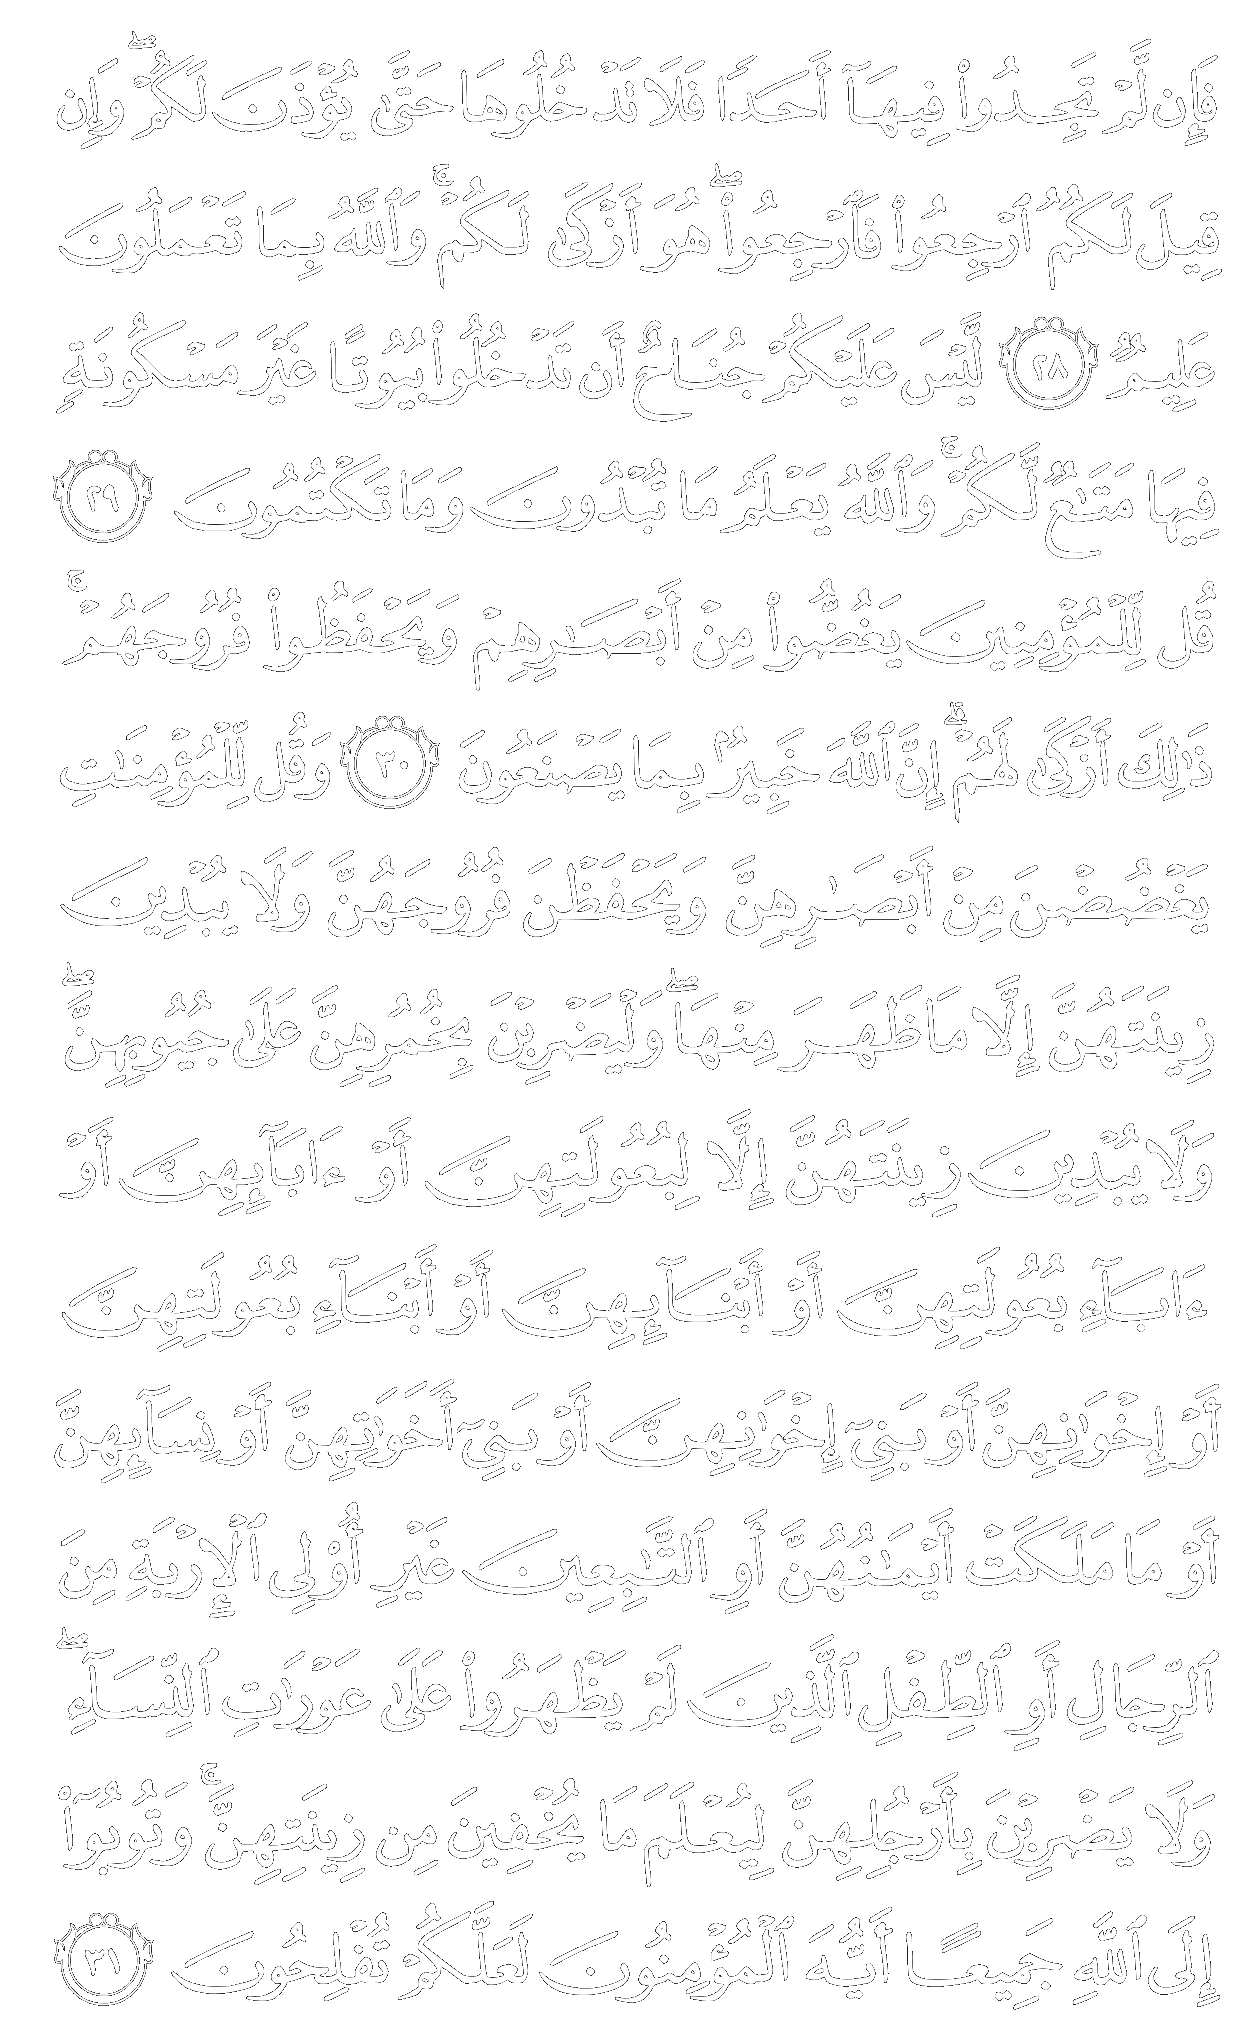 فَإِن لَّمْ تَجِدُوا۟ فِيهَآ أَحَدًا فَلَا تَدْخُلُوهَا حَتَّىٰ يُؤْذَنَ لَكُمْ ۖ وَإِن
قِيلَ لَكُمُ ٱرْجِعُوا۟ فَٱرْجِعُوا۟ ۖ هُوَ أَزْكَىٰ لَكُمْ ۚ وَٱللَّهُ بِمَا تَعْمَلُونَ
عَلِيمٌ ٢٨ لَّيْسَ عَلَيْكُمْ جُنَاحٌ أَن تَدْخُلُوا۟ بُيُوتًا غَيْرَ مَسْكُونَةٍ
فِيهَا مَتَٰعٌ لَّكُمْ ۚ وَٱللَّهُ يَعْلَمُ مَا تُبْدُونَ وَمَا تَكْتُمُونَ ٢٩
قُل لِّلْمُؤْمِنِينَ يَغُضُّوا۟ مِنْ أَبْصَٰرِهِمْ وَيَحْفَظُوا۟ فُرُوجَهُمْ ۚ
ذَٰلِكَ أَزْكَىٰ لَهُمْ ۗ إِنَّ ٱللَّهَ خَبِيرٌۢ بِمَا يَصْنَعُونَ ٣٠ وَقُل لِّلْمُؤْمِنَٰتِ
يَغْضُضْنَ مِنْ أَبْصَٰرِهِنَّ وَيَحْفَظْنَ فُرُوجَهُنَّ وَلَا يُبْدِينَ
زِينَتَهُنَّ إِلَّا مَا ظَهَرَ مِنْهَا ۖ وَلْيَضْرِبْنَ بِخُمُرِهِنَّ عَلَىٰ جُيُوبِهِنَّ ۖ
وَلَا يُبْدِينَ زِينَتَهُنَّ إِلَّا لِبُعُولَتِهِنَّ أَوْ ءَابَآئِهِنَّ أَوْ
ءَابَآءِ بُعُولَتِهِنَّ أَوْ أَبْنَآئِهِنَّ أَوْ أَبْنَآءِ بُعُولَتِهِنَّ
أَوْ إِخْوَٰنِهِنَّ أَوْ بَنِىٓ إِخْوَٰنِهِنَّ أَوْ بَنِىٓ أَخَوَٰتِهِنَّ أَوْ نِسَآئِهِنَّ
أَوْ مَا مَلَكَتْ أَيْمَٰنُهُنَّ أَوِ ٱلتَّٰبِعِينَ غَيْرِ أُو۟لِى ٱلْإِرْبَةِ مِنَ
ٱلرِّجَالِ أَوِ ٱلطِّفْلِ ٱلَّذِينَ لَمْ يَظْهَرُوا۟ عَلَىٰ عَوْرَٰتِ ٱلنِّسَآءِ ۖ
وَلَا يَضْرِبْنَ بِأَرْجُلِهِنَّ لِيُعْلَمَ مَا يُخْفِينَ مِن زِينَتِهِنَّ ۚ وَتُوبُوٓا۟
إِلَى ٱللَّهِ جَمِيعًا أَيُّهَ ٱلْمُؤْمِنُونَ لَعَلَّكُمْ تُفْلِحُونَ ٣١